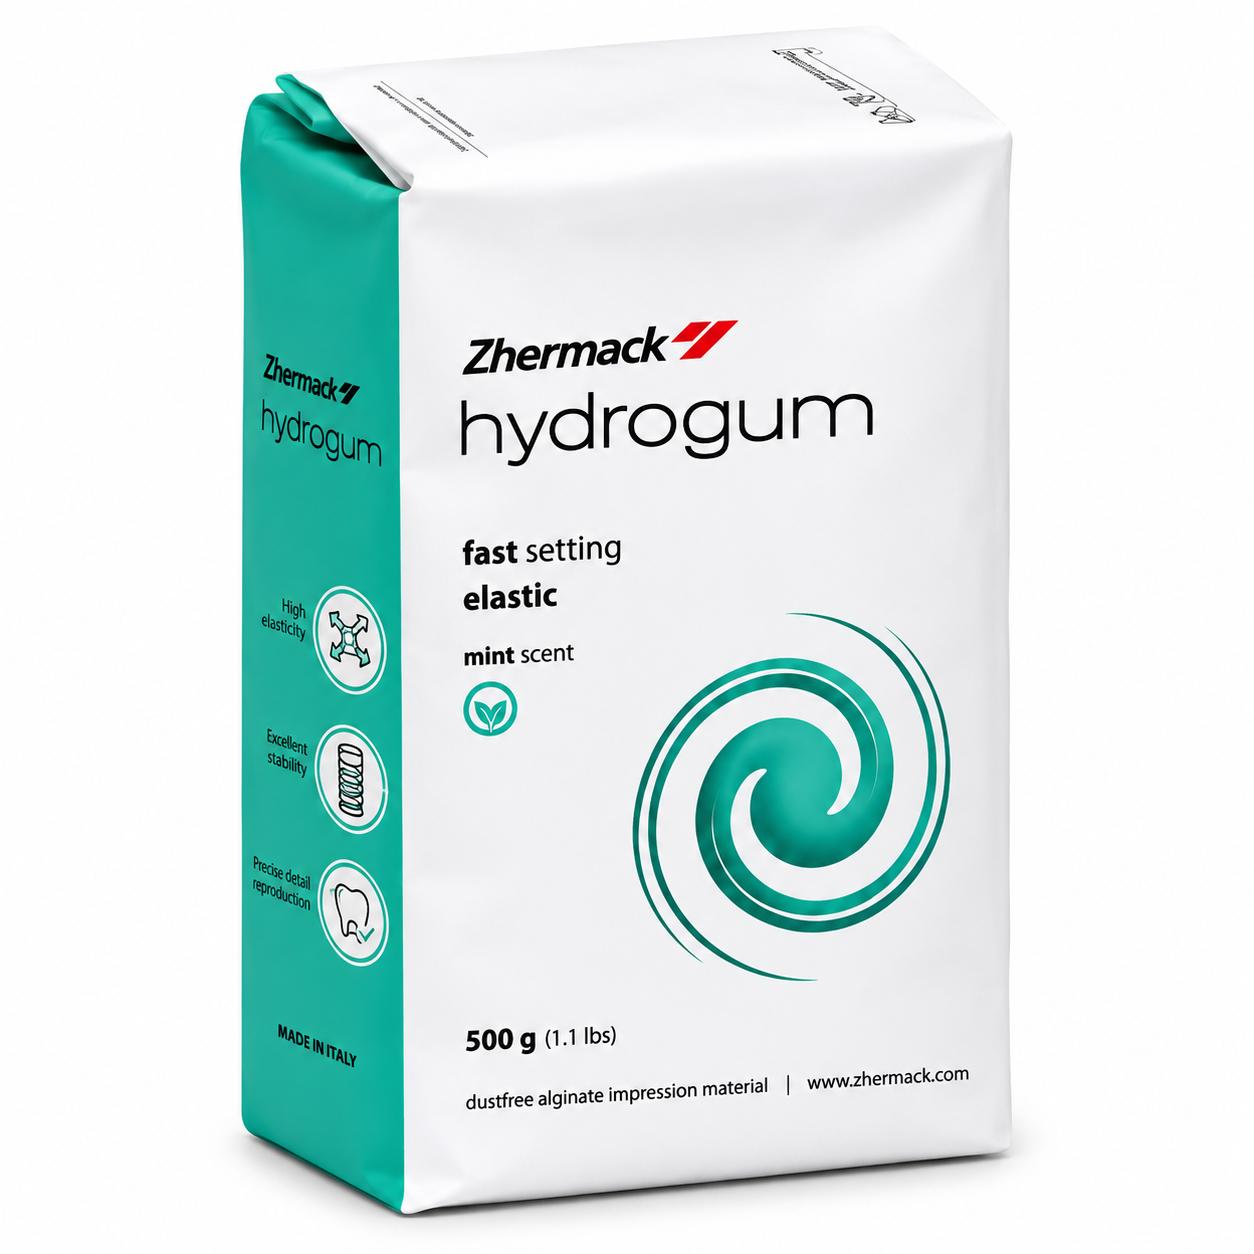 Zhermack
hydrogum
fast setting
elastic
mint scent
500 g (1.1 lbs)
dustfree alginate impression material | www.zhermack.com
Zhermack
hydrogum
High
elasticity
Excellent
stability
Precise detail
reproduction
MADE IN ITALY